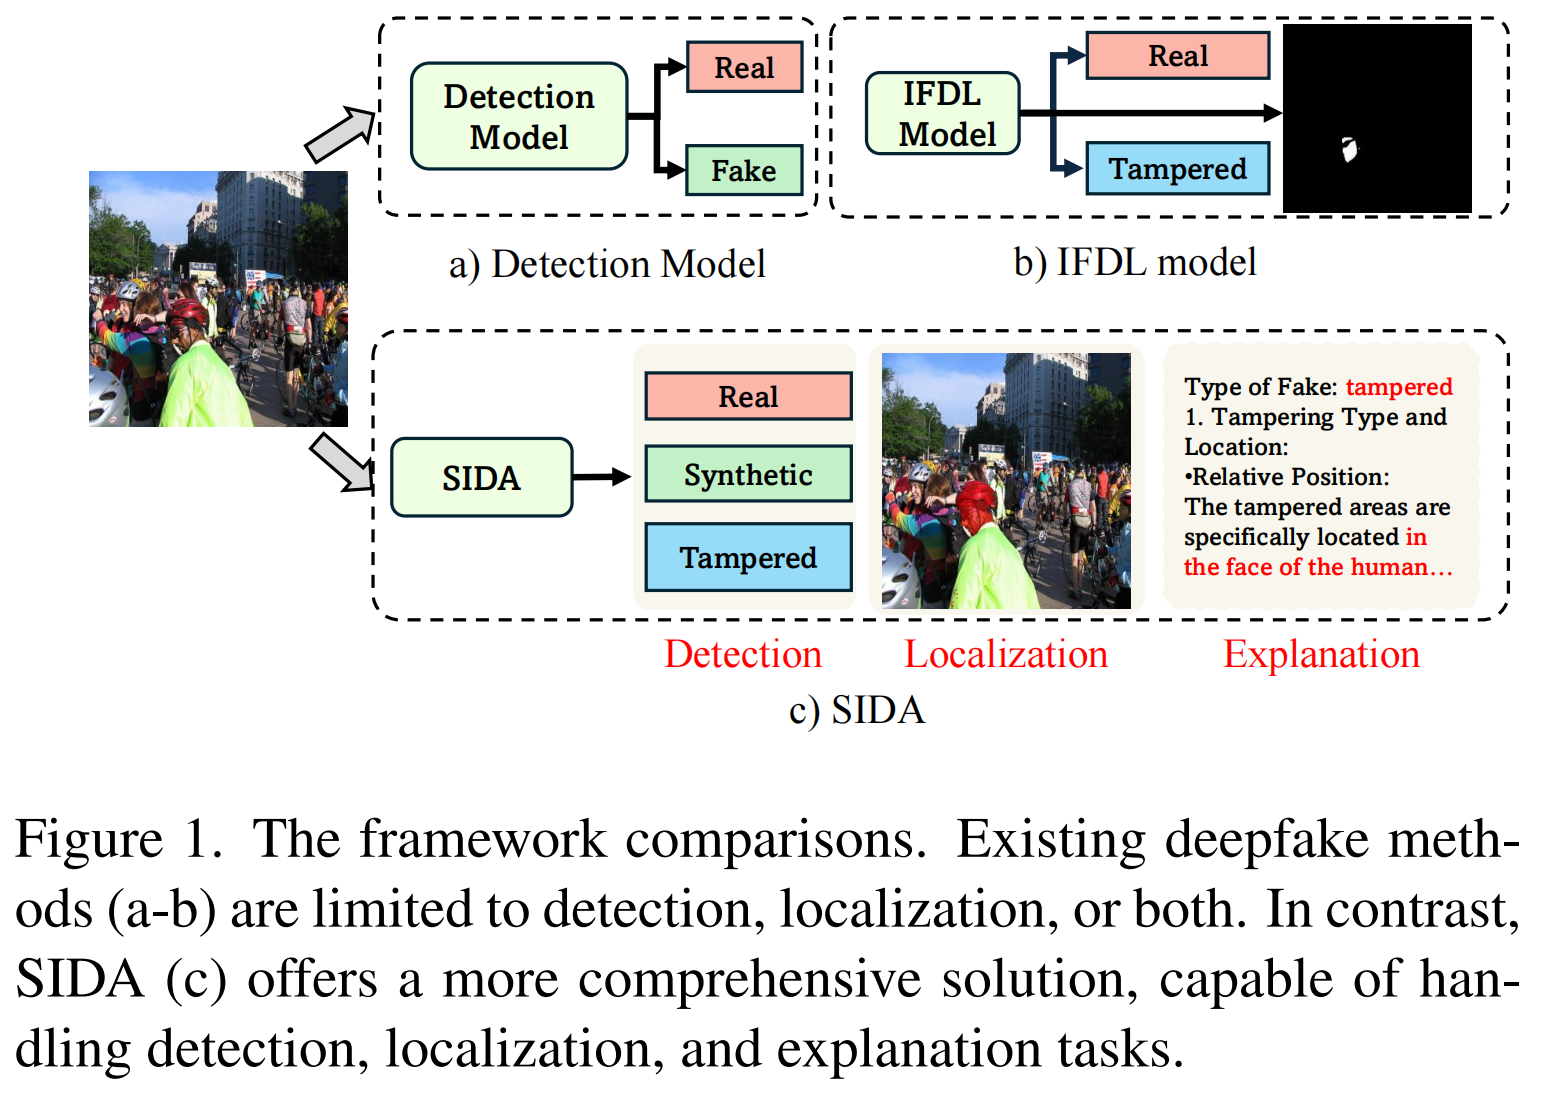 Detection
Model
Real
Fake
a) Detection Model
IFDL
Model
Real
Tampered
b) IFDL model
SIDA
Real
Synthetic
Tampered
Type of Fake: tampered
1. Tampering Type and
Location:
•Relative Position:
The tampered areas are
specifically located in
the face of the human...
Detection
Localization
Explanation
c) SIDA
Figure 1. The framework comparisons. Existing deepfake meth-
ods (a-b) are limited to detection, localization, or both. In contrast,
SIDA (c) offers a more comprehensive solution, capable of han-
dling detection, localization, and explanation tasks.